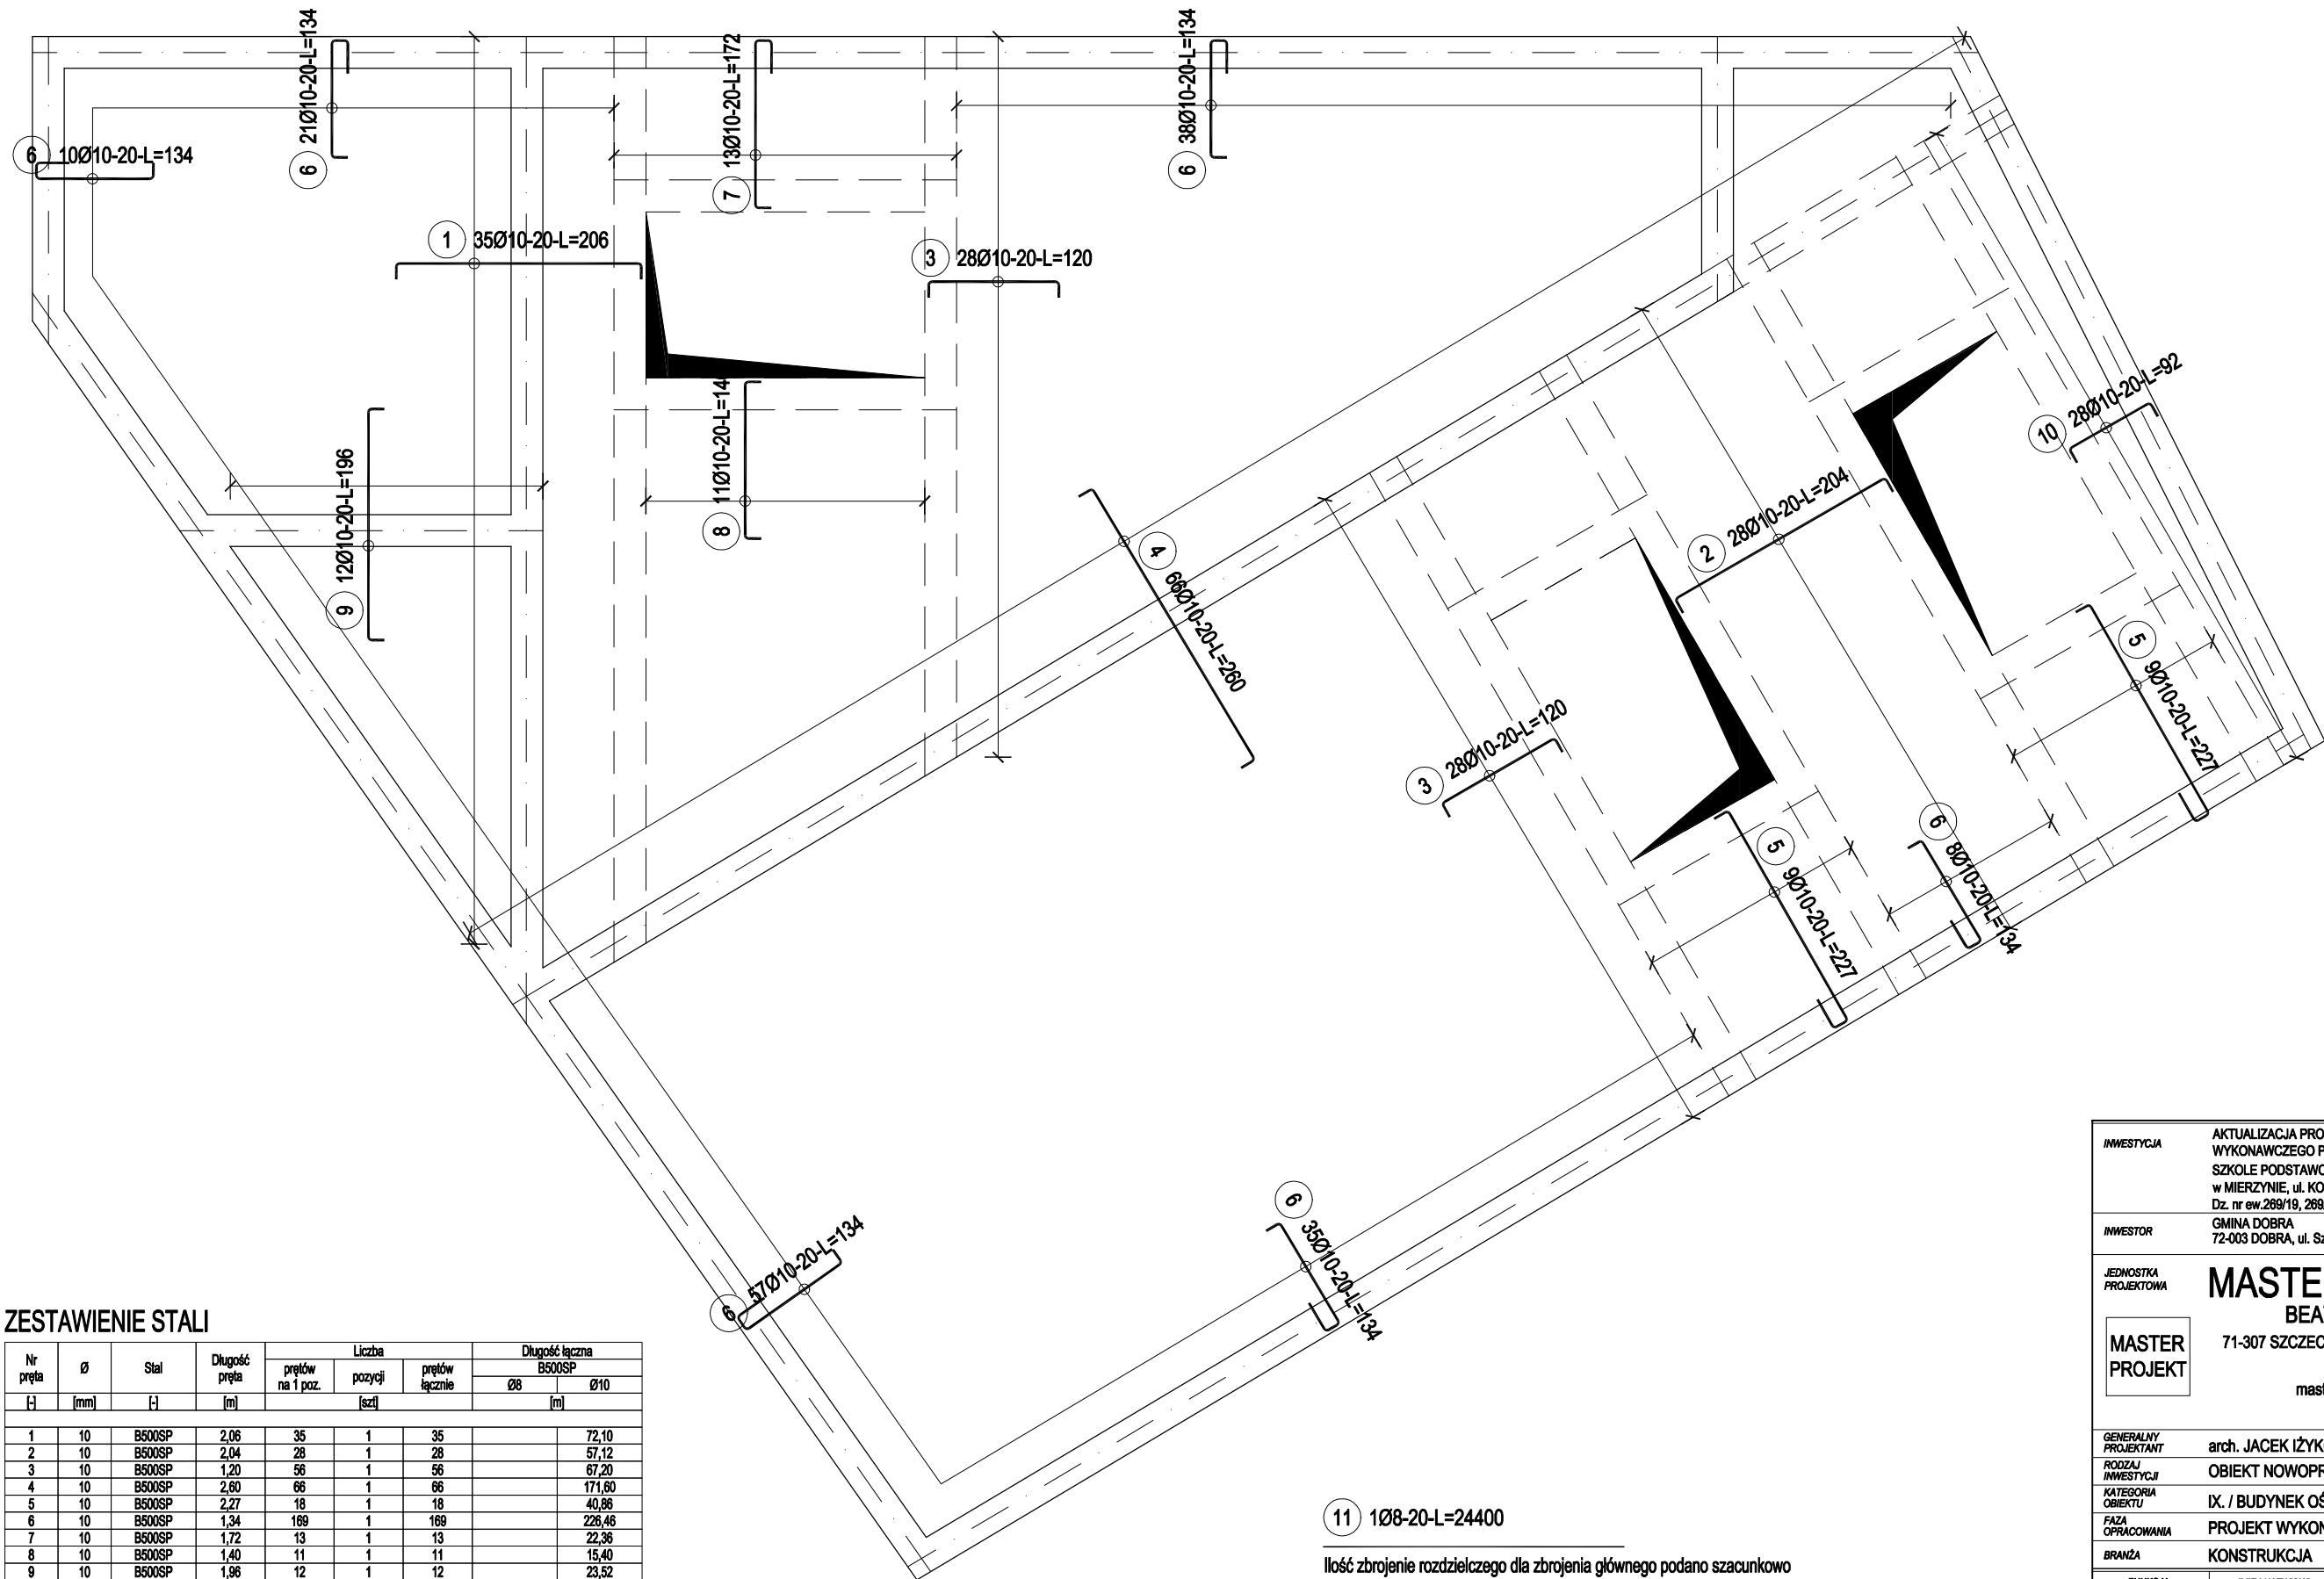 21Ø10-20-L=134
6
13Ø10-20-L=172
7
38Ø10-20-L=134
6
6 10Ø10-20-L=134
1 35Ø10-20-L=206
3 28Ø10-20-L=120
10 28Ø10-20-L=92
12Ø10-20-L=196
9
11Ø10-20-L=14
8
4 66Ø10-20-L=260
2 28Ø10-20-L=204
5 9Ø10-20-L=227
3 28Ø10-20-L=120
5 9Ø10-20-L=227
6 8Ø10-20-L=134
6 57Ø10-20-L=134
6 35Ø10-20-L=134
ZESTAWIENIE STALI
Nr pręta Ø Stal Długość pręta Liczba Długość łączna
prętów na 1 poz. pozycji prętów łącznie B500SP
Ø8 Ø10
[-] [mm] [-] [m] [szt] [m]
1 10 B500SP 2,06 35 1 35 72,10
2 10 B500SP 2,04 28 1 28 57,12
3 10 B500SP 1,20 56 1 56 67,20
4 10 B500SP 2,60 66 1 66 171,60
5 10 B500SP 2,27 18 1 18 40,86
6 10 B500SP 1,34 169 1 169 226,46
7 10 B500SP 1,72 13 1 13 22,36
8 10 B500SP 1,40 11 1 11 15,40
9 10 B500SP 1,96 12 1 12 23,52
11 1Ø8-20-L=24400
Ilość zbrojenie rozdzielczego dla zbrojenia głównego podano szacunkowo
INWESTYCJA
AKTUALIZACJA PRO
WYKONAWCZEGO P
SZKOLE PODSTAWO
w MIERZYNIE, ul. KO
Dz. nr ew.269/19, 269
INWESTOR
GMINA DOBRA
72-003 DOBRA, ul. Sz
JEDNOSTKA PROJEKTOWA
MASTE
BEA
71-307 SZCZEC
MASTER
PROJEKT
mast
GENERALNY PROJEKTANT arch. JACEK IŻYK
RODZAJ INWESTYCJI OBIEKT NOWOPR
KATEGORIA OBIEKTU IX. / BUDYNEK OŚ
FAZA OPRACOWANIA PROJEKT WYKON
BRANŻA KONSTRUKCJA